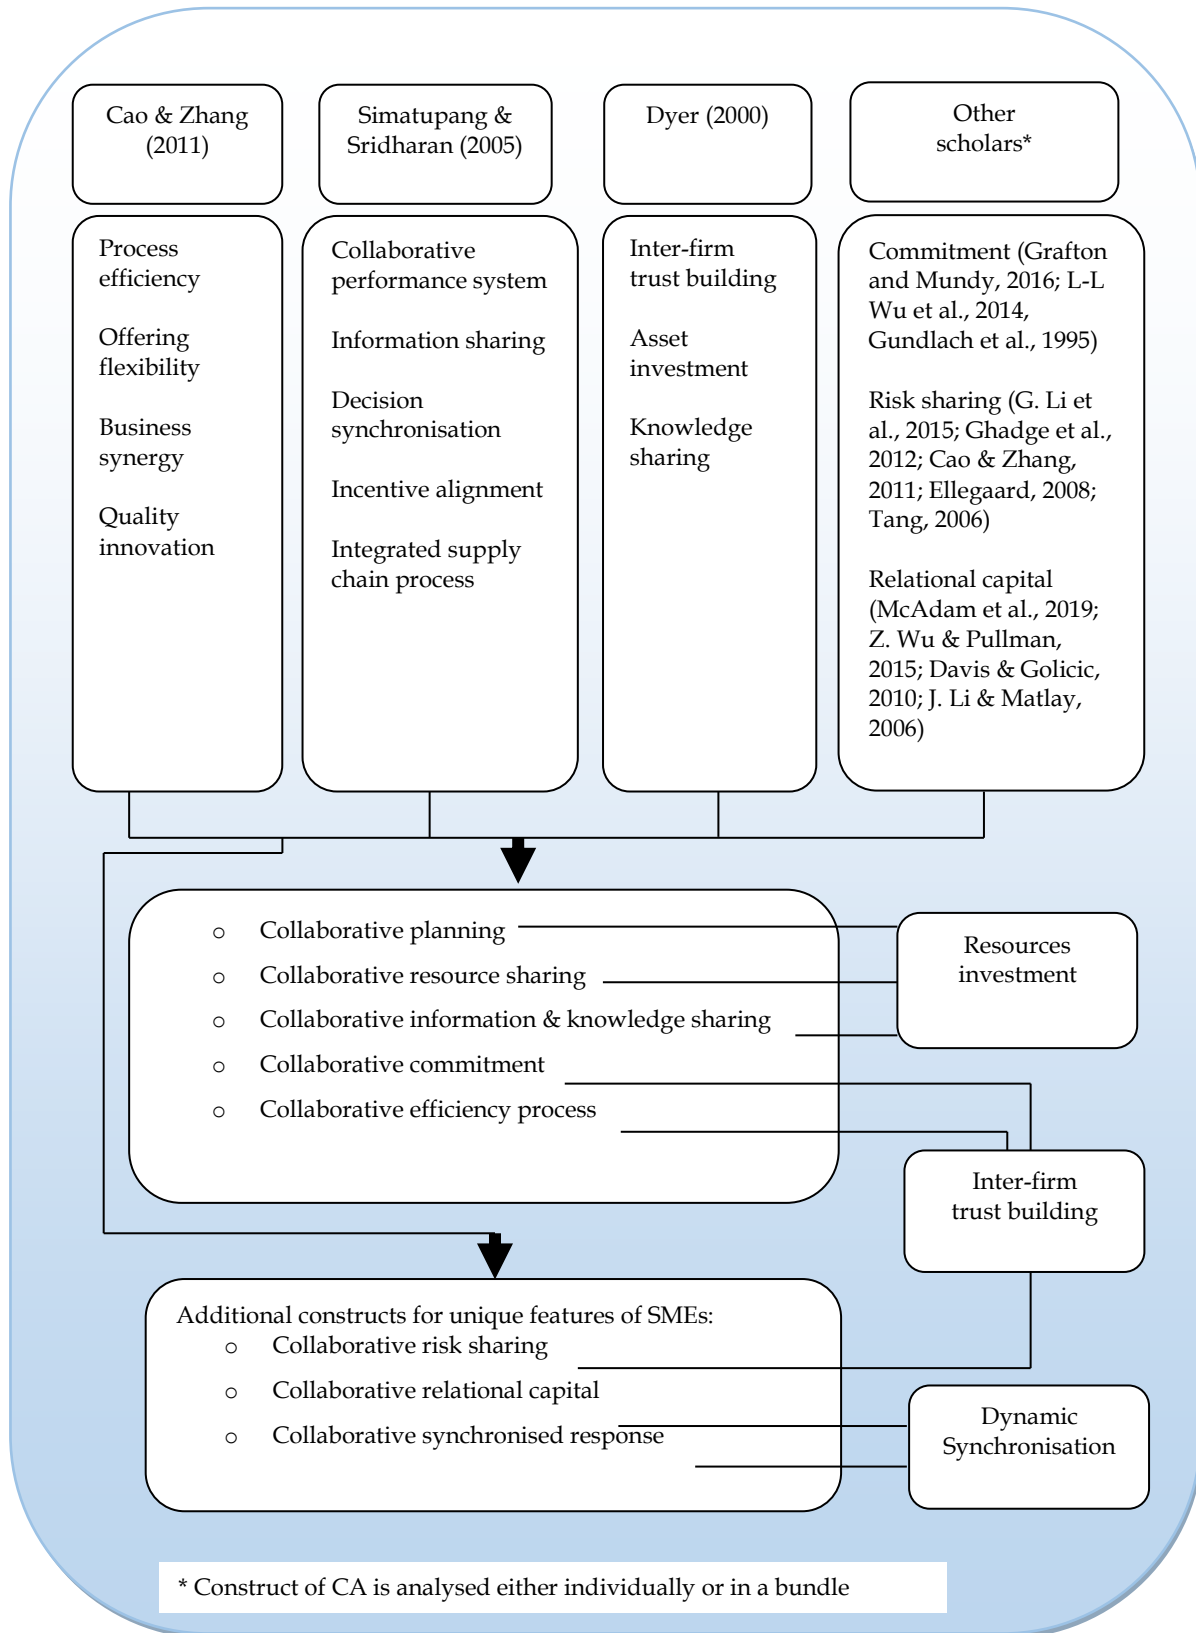 Cao & Zhang
(2011)
Simatupang &
Sridharan (2005)
Dyer (2000)
Other
scholars*
Process
efficiency
Offering
flexibility
Business
synergy
Quality
innovation
Collaborative
performance system
Information sharing
Decision
synchronisation
Incentive alignment
Integrated supply
chain process
Inter-firm
trust building
Asset
investment
Knowledge
sharing
Commitment (Grafton
and Mundy, 2016; L-L
Wu et al., 2014,
Gundlach et al., 1995)
Risk sharing (G. Li et
al., 2015; Ghadge et al.,
2012; Cao & Zhang,
2011; Ellegaard, 2008;
Tang, 2006)
Relational capital
(McAdam et al., 2019;
Z. Wu & Pullman,
2015; Davis & Golicic,
2010; J. Li & Matlay,
2006)
o Collaborative planning
o Collaborative resource sharing
o Collaborative information & knowledge sharing
o Collaborative commitment
o Collaborative efficiency process
Resources
investment
Inter-firm
trust building
Additional constructs for unique features of SMEs:
o Collaborative risk sharing
o Collaborative relational capital
o Collaborative synchronised response
Dynamic
Synchronisation
* Construct of CA is analysed either individually or in a bundle